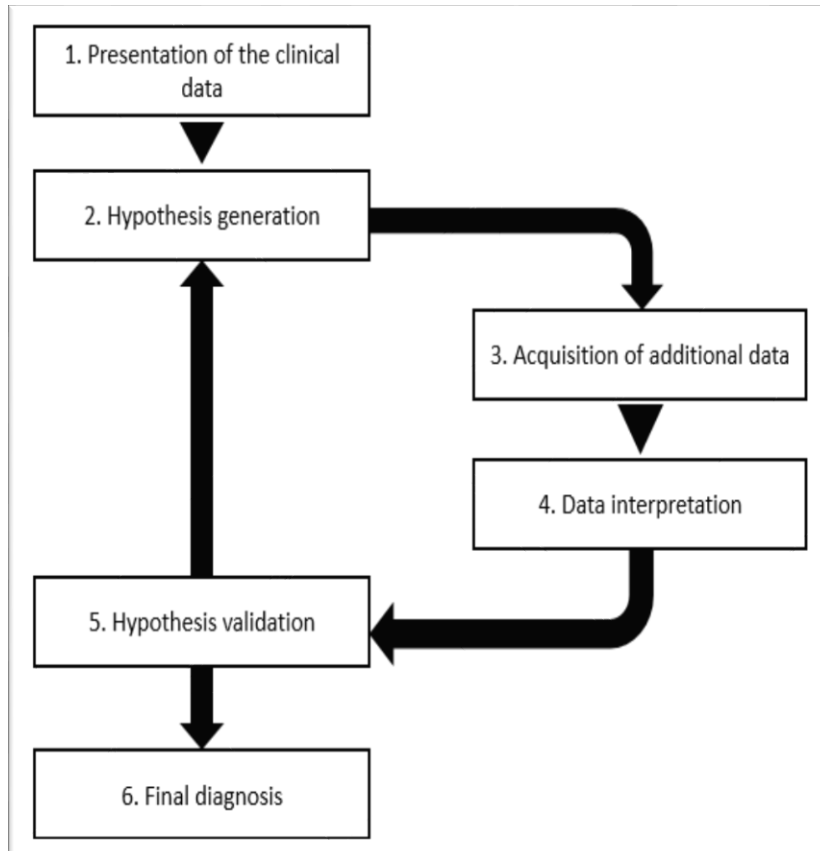 1. Presentation of the clinical
data
2. Hypothesis generation
3. Acquisition of additional data
4. Data interpretation
5. Hypothesis validation
6. Final diagnosis